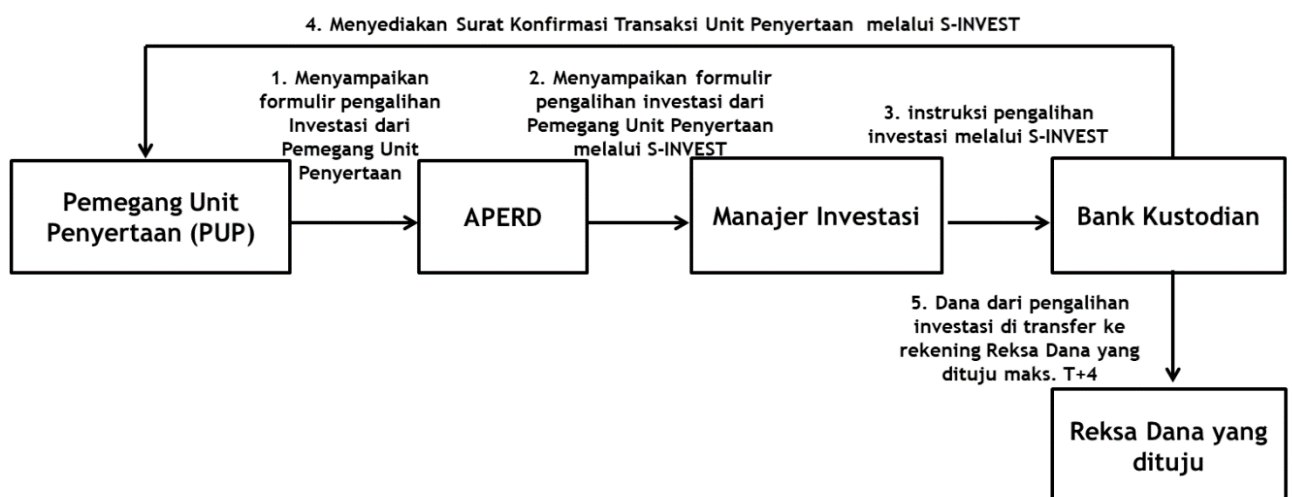 4. Menyediakan Surat Konfirmasi Transaksi Unit Penyertaan melalui S-INVEST
1. Menyampaikan
formulir pengalihan
Investasi dari
Pemegang Unit
Penyertaan
2. Menyampaikan formulir
pengalihan investasi dari
Pemegang Unit Penyertaan
melalui S-INVEST
3. instruksi pengalihan
investasi melalui S-INVEST
Pemegang Unit
Penyertaan (PUP)
APERD
Manajer Investasi
Bank Kustodian
5. Dana dari pengalihan
investasi di transfer ke
rekening Reksa Dana yang
dituju maks. T+4
Reksa Dana yang
dituju